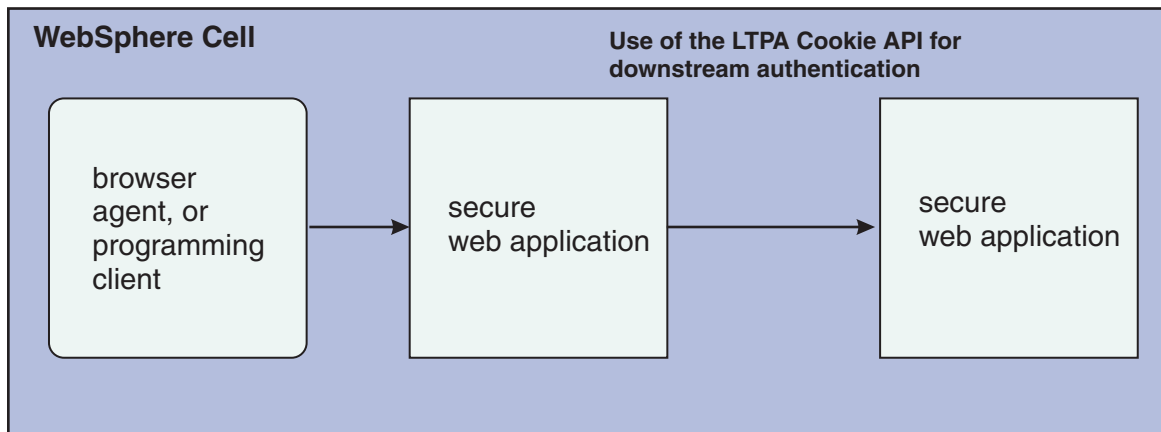 WebSphere Cell
Use of the LTPA Cookie API for
downstream authentication
browser
agent, or
programming
client
secure
web application
secure
web application